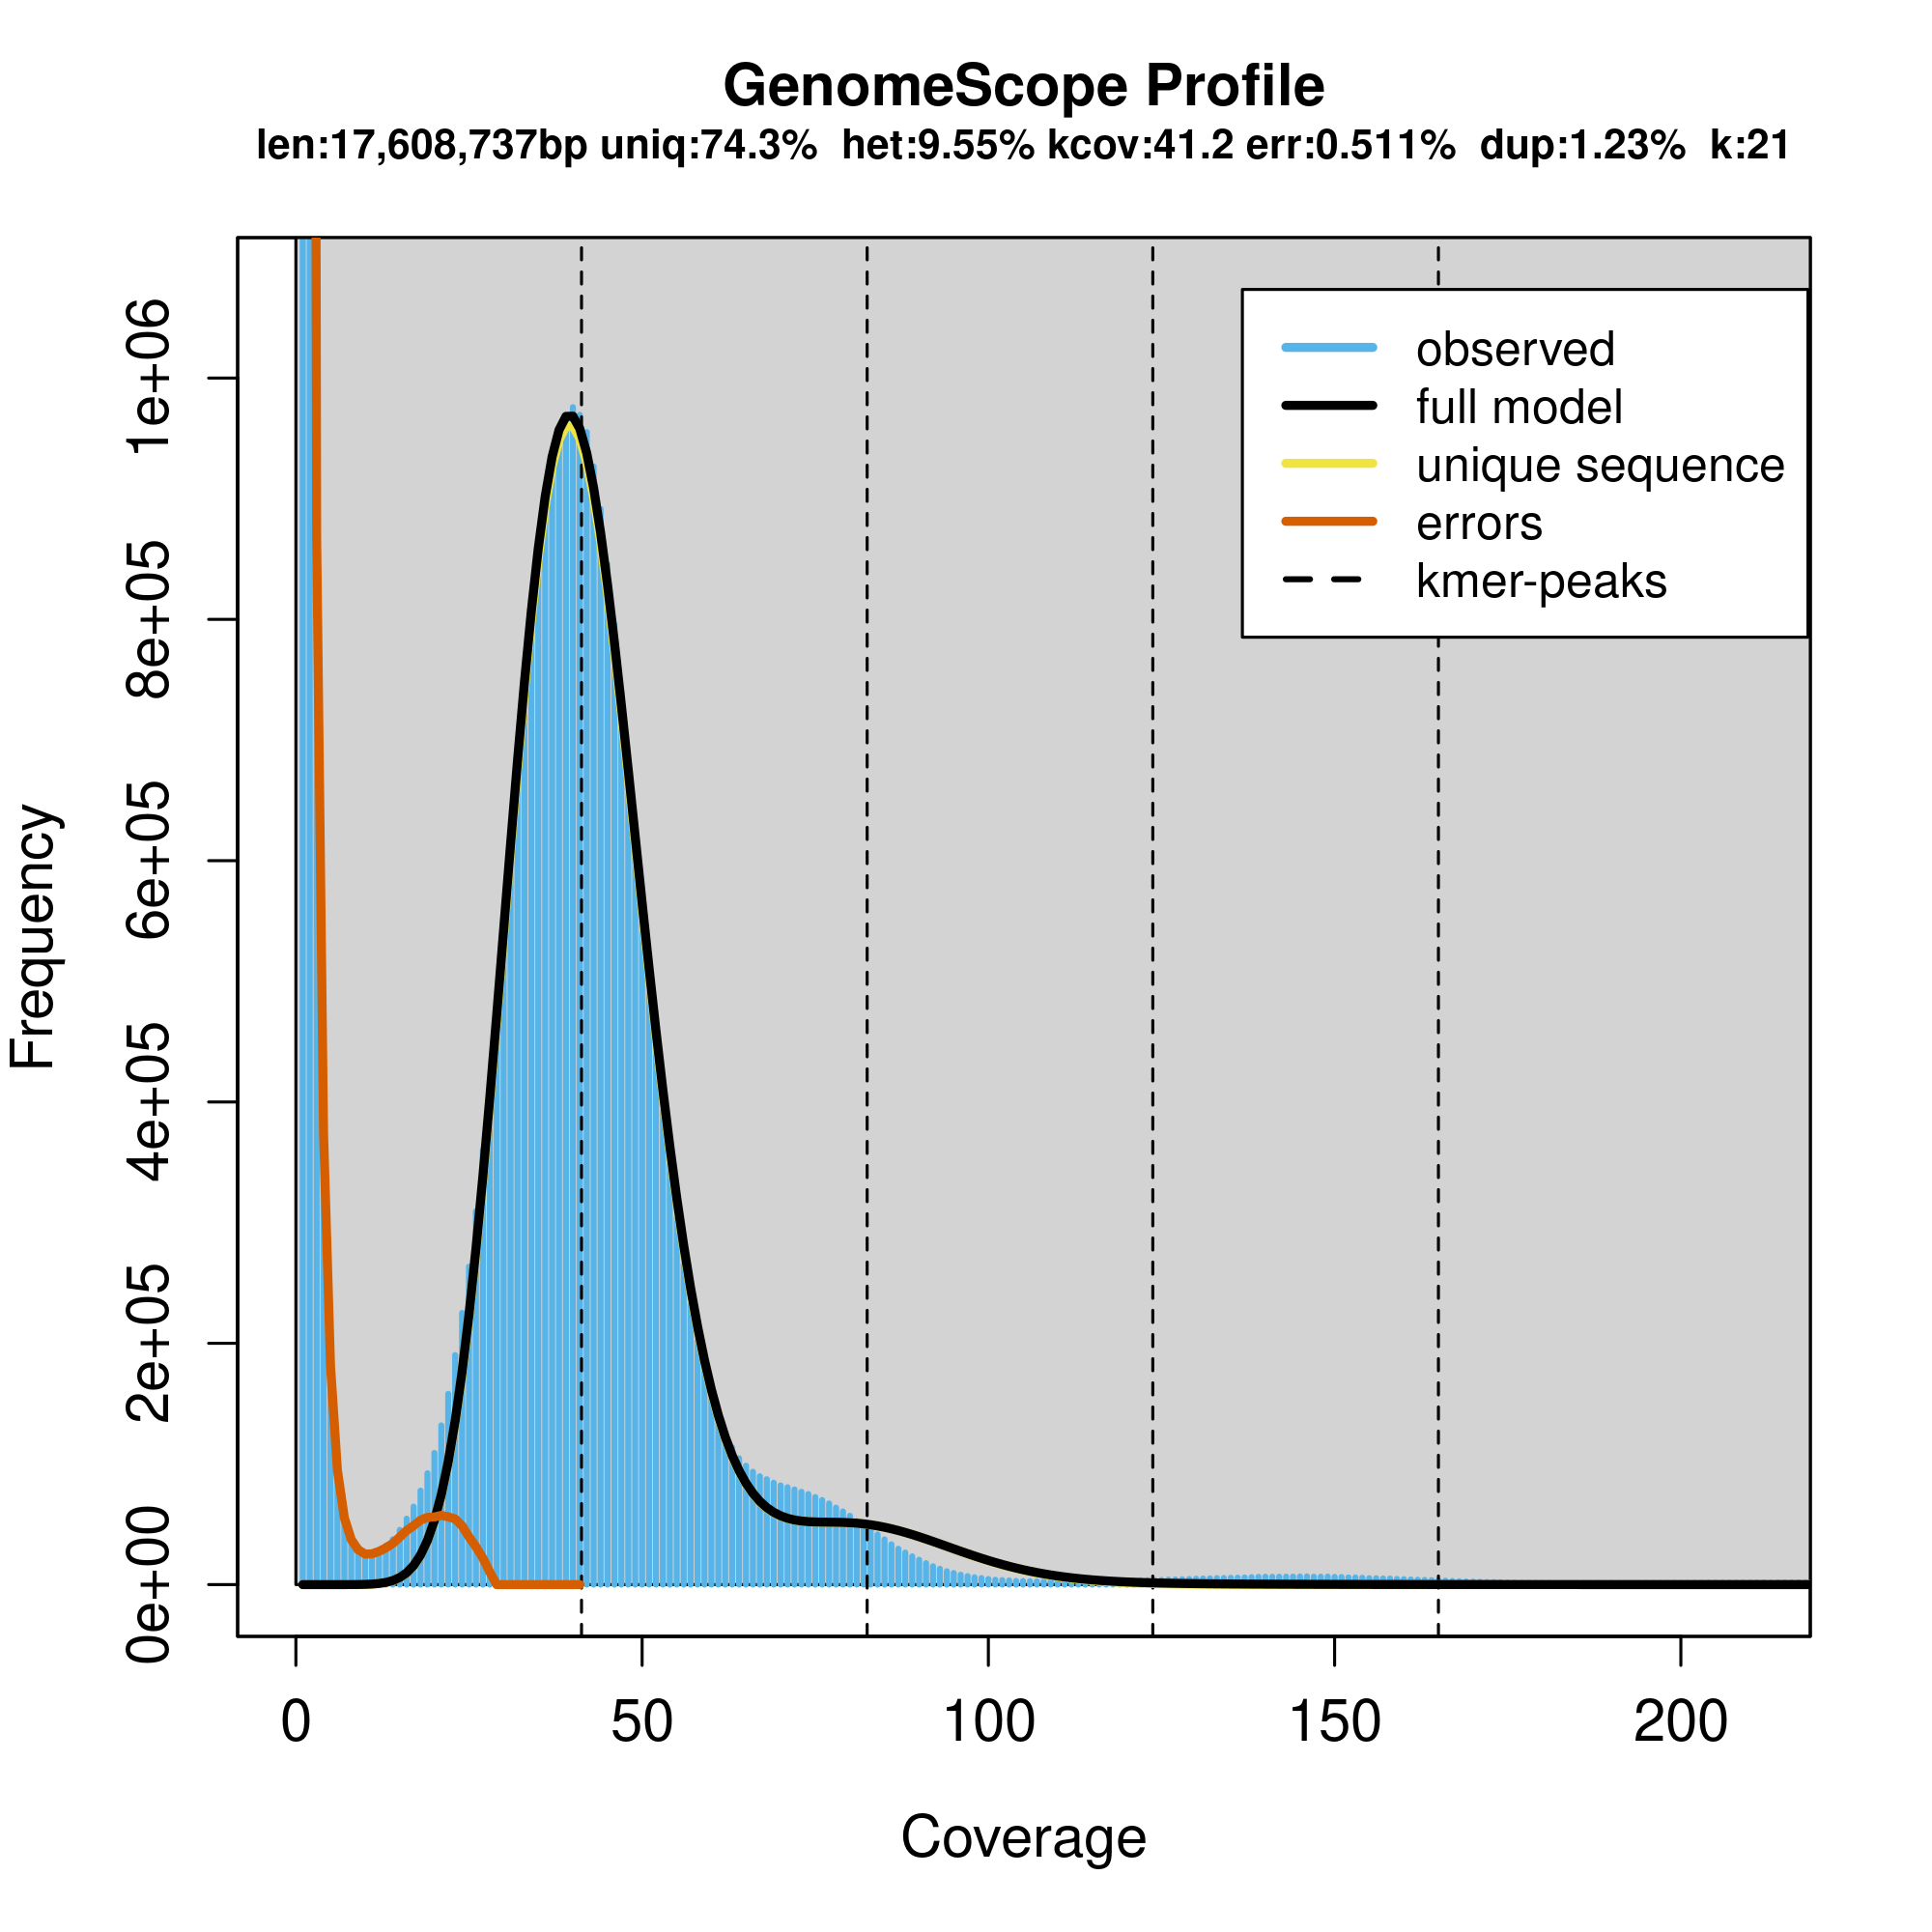 GenomeScope Profile
len:17,608,737bp uniq:74.3% het:9.55% kcov:41.2 err:0.511% dup:1.23% k:21
observed
full model
unique sequence
errors
kmer-peaks
Frequency
1e+06
8e+05
6e+05
4e+05
2e+05
0e+00
0 50 100 150 200
Coverage